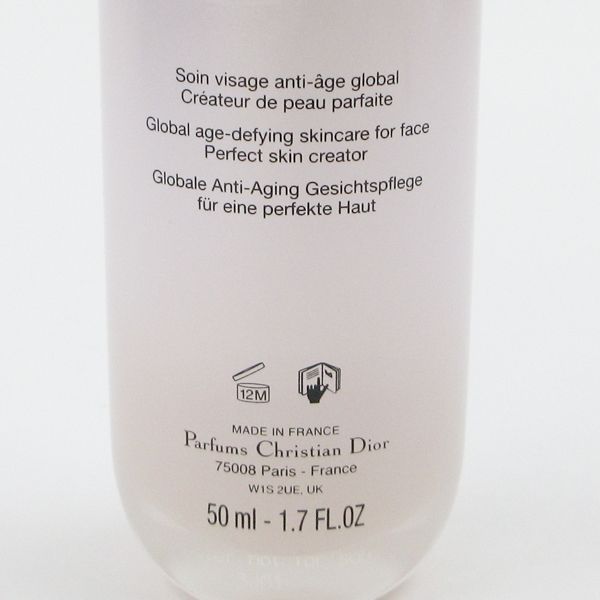 Soin visage anti-âge global
Créateur de peau parfaite
Global age-defying skincare for face
Perfect skin creator
Globale Anti-Aging Gesichtspflege
für eine perfekte Haut
12M
MADE IN FRANCE
Parfums Christian Dior
75008 Paris - France
W1S 2UE, UK
50 ml - 1.7 FL.OZ